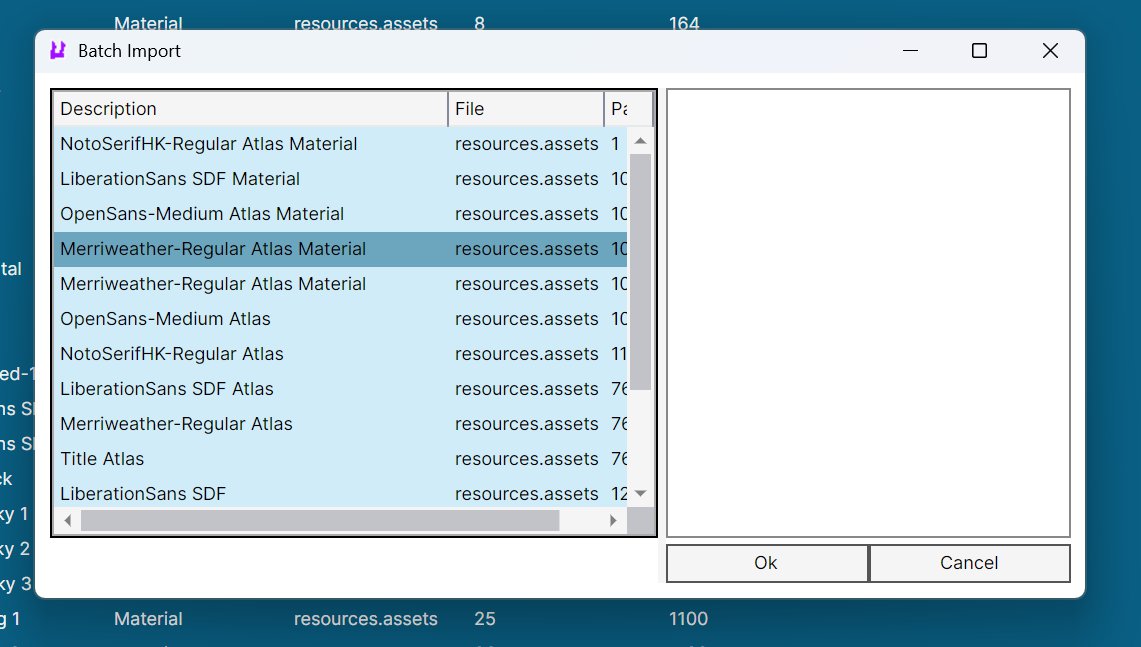 Material resources.assets 8 164
Batch Import
Description File Pa
NotoSerifHK-Regular Atlas Material resources.assets 1
LiberationSans SDF Material resources.assets 10
OpenSans-Medium Atlas Material resources.assets 10
tal
Merriweather-Regular Atlas Material resources.assets 10
Merriweather-Regular Atlas Material resources.assets 10
OpenSans-Medium Atlas resources.assets 10
NotoSerifHK-Regular Atlas resources.assets 11
ed-1
LiberationSans SDF Atlas resources.assets 76
ns S
Merriweather-Regular Atlas resources.assets 76
ns S
Title Atlas resources.assets 76
ck
LiberationSans SDF resources.assets 12
ky 1
ky 2
Ok Cancel
ky 3
g 1 Material resources.assets 25 1100